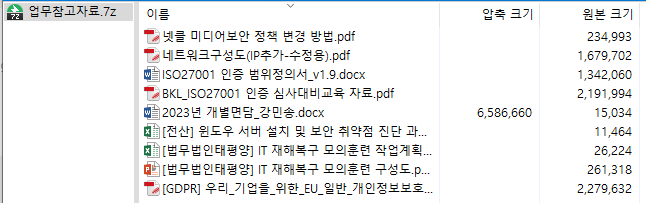 업무참고자료.7z
이름 압축 크기 원본 크기
넷클 미디어보안 정책 변경 방법.pdf 234,993
네트워크구성도(IP추가-수정용).pdf 1,679,702
ISO27001 인증 범위정의서_v1.9.docx 1,342,060
BKL_ISO27001 인증 심사대비교육 자료.pdf 2,191,994
2023년 개별면담_강민송.docx 6,586,660 15,034
[전산] 윈도우 서버 설치 및 보안 취약점 진단 과... 11,464
[법무법인태평양] IT 재해복구 모의훈련 작업계획... 26,224
[법무법인태평양] IT 재해복구 모의훈련 구성도.p... 261,318
[GDPR] 우리_기업을_위한_EU_일반_개인정보보호... 2,279,632